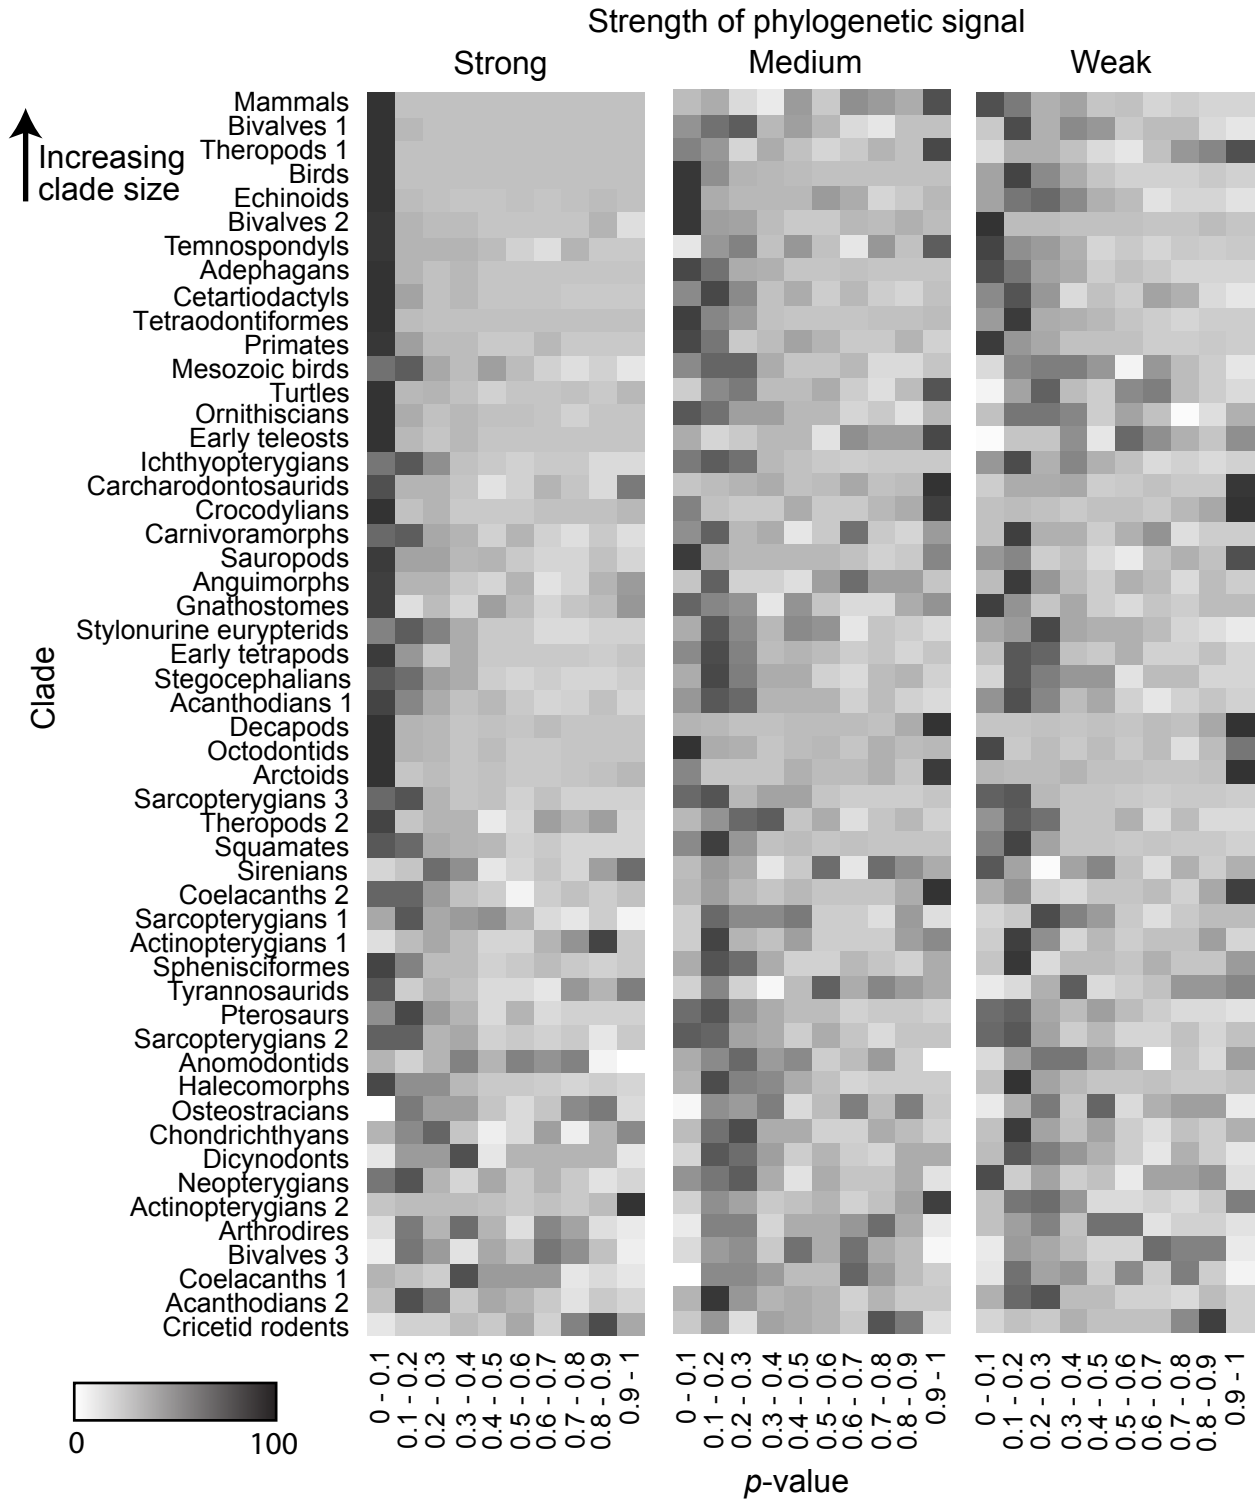 Strength of phylogenetic signal
Strong
Medium
Weak
Increasing
clade size
Clade
Mammals
Bivalves 1
Theropods 1
Birds
Echinoids
Bivalves 2
Temnospondyls
Adephagans
Cetartiodactyls
Tetraodontiformes
Primates
Mesozoic birds
Turtles
Ornithiscians
Early teleosts
Ichthyopterygians
Carcharodontosaurids
Crocodylians
Carnivoramorphs
Sauropods
Anguimorphs
Gnathostomes
Stylonurine eurypterids
Early tetrapods
Stegocephalians
Acanthodians 1
Decapods
Octodontids
Arctoids
Sarcopterygians 3
Theropods 2
Squamates
Sirenians
Coelacanths 2
Sarcopterygians 1
Actinopterygians 1
Sphenisciformes
Tyrannosaurids
Pterosaurs
Sarcopterygians 2
Anomodontids
Halecomorphs
Osteostracians
Chondrichthyans
Dicynodonts
Neopterygians
Actinopterygians 2
Arthrodires
Bivalves 3
Coelacanths 1
Acanthodians 2
Cricetid rodents
0 - 0.1
0.1 - 0.2
0.2 - 0.3
0.3 - 0.4
0.4 - 0.5
0.5 - 0.6
0.6 - 0.7
0.7 - 0.8
0.8 - 0.9
0.9 - 1
0 - 0.1
0.1 - 0.2
0.2 - 0.3
0.3 - 0.4
0.4 - 0.5
0.5 - 0.6
0.6 - 0.7
0.7 - 0.8
0.8 - 0.9
0.9 - 1
0 - 0.1
0.1 - 0.2
0.2 - 0.3
0.3 - 0.4
0.4 - 0.5
0.5 - 0.6
0.6 - 0.7
0.7 - 0.8
0.8 - 0.9
0.9 - 1
0
100
p-value